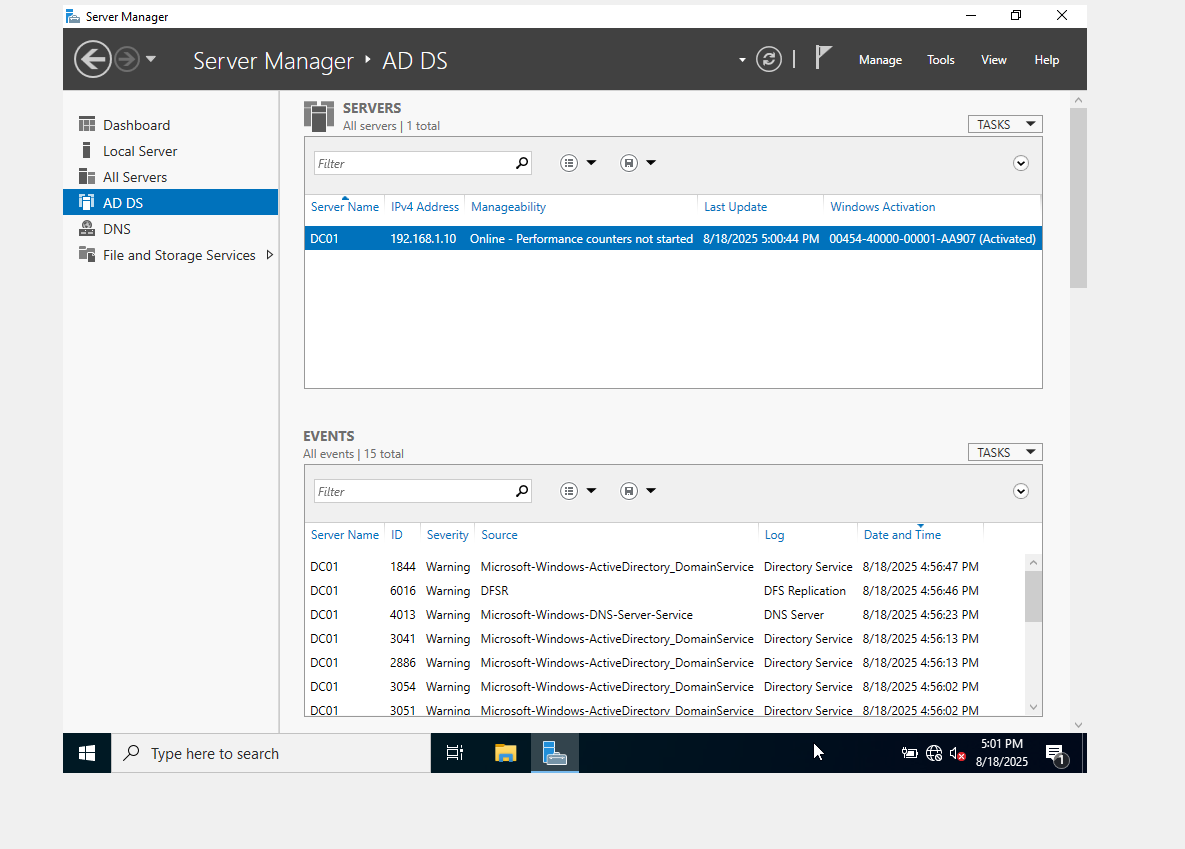 Server Manager
Server Manager ‣ AD DS
Manage Tools View Help
Dashboard
Local Server
All Servers
AD DS
DNS
File and Storage Services
SERVERS
All servers | 1 total
TASKS
Filter
Server Name IPv4 Address Manageability Last Update Windows Activation
DC01 192.168.1.10 Online - Performance counters not started 8/18/2025 5:00:44 PM 00454-40000-00001-AA907 (Activated)
EVENTS
All events | 15 total
TASKS
Filter
Server Name ID Severity Source Log Date and Time
DC01 1844 Warning Microsoft-Windows-ActiveDirectory_DomainService Directory Service 8/18/2025 4:56:47 PM
DC01 6016 Warning DFSR DFS Replication 8/18/2025 4:56:46 PM
DC01 4013 Warning Microsoft-Windows-DNS-Server-Service DNS Server 8/18/2025 4:56:23 PM
DC01 3041 Warning Microsoft-Windows-ActiveDirectory_DomainService Directory Service 8/18/2025 4:56:13 PM
DC01 2886 Warning Microsoft-Windows-ActiveDirectory_DomainService Directory Service 8/18/2025 4:56:13 PM
DC01 3054 Warning Microsoft-Windows-ActiveDirectory_DomainService Directory Service 8/18/2025 4:56:02 PM
DC01 3051 Warning Microsoft-Windows-ActiveDirectory_DomainService Directory Service 8/18/2025 4:56:02 PM
Type here to search
5:01 PM
8/18/2025
1